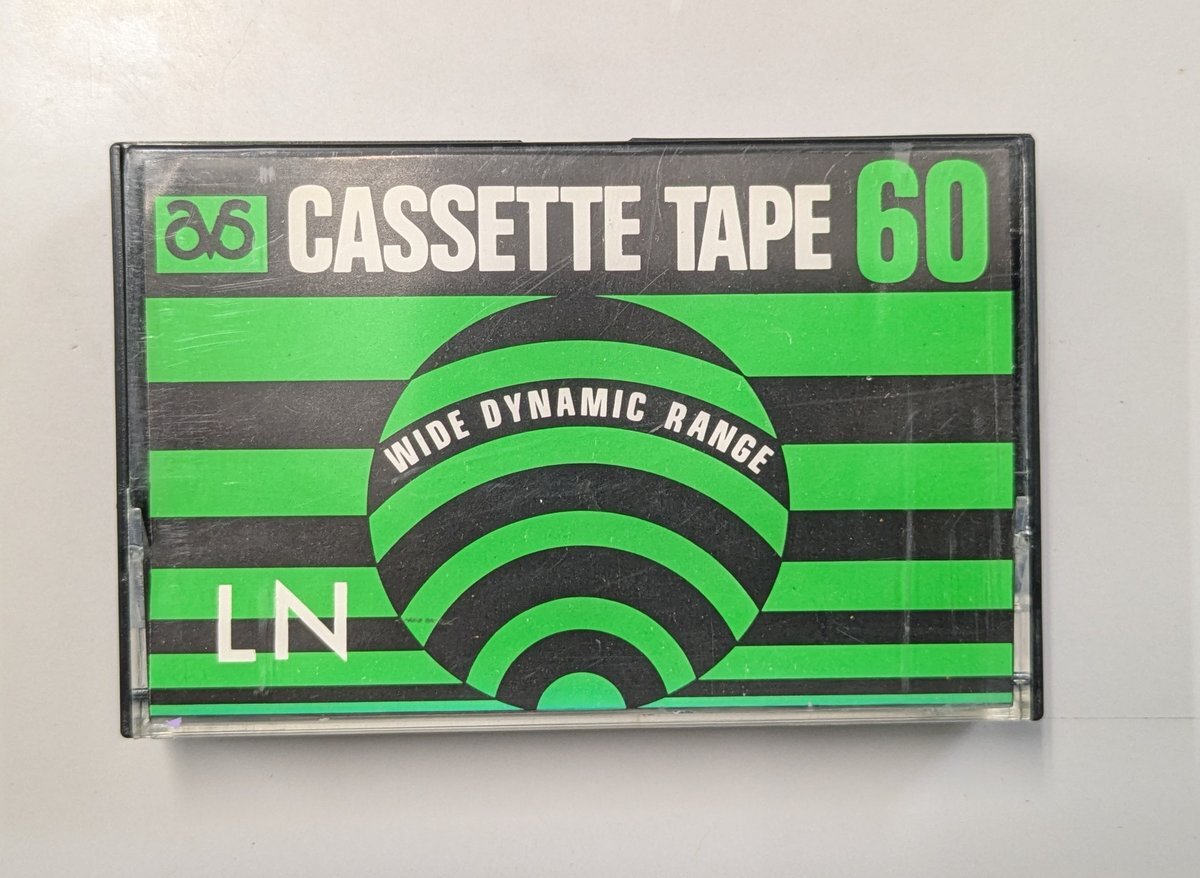 CASSETTE TAPE 60
WIDE DYNAMIC RANGE
LN